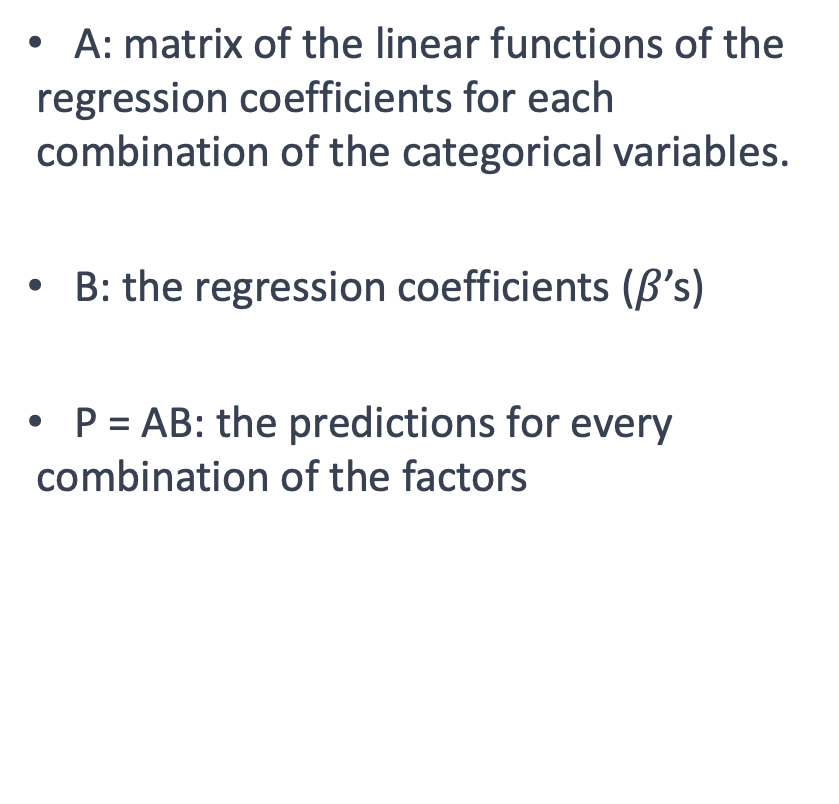 • A: matrix of the linear functions of the
regression coefficients for each
combination of the categorical variables.
• B: the regression coefficients (𝛽’s)
• P = AB: the predictions for every
combination of the factors